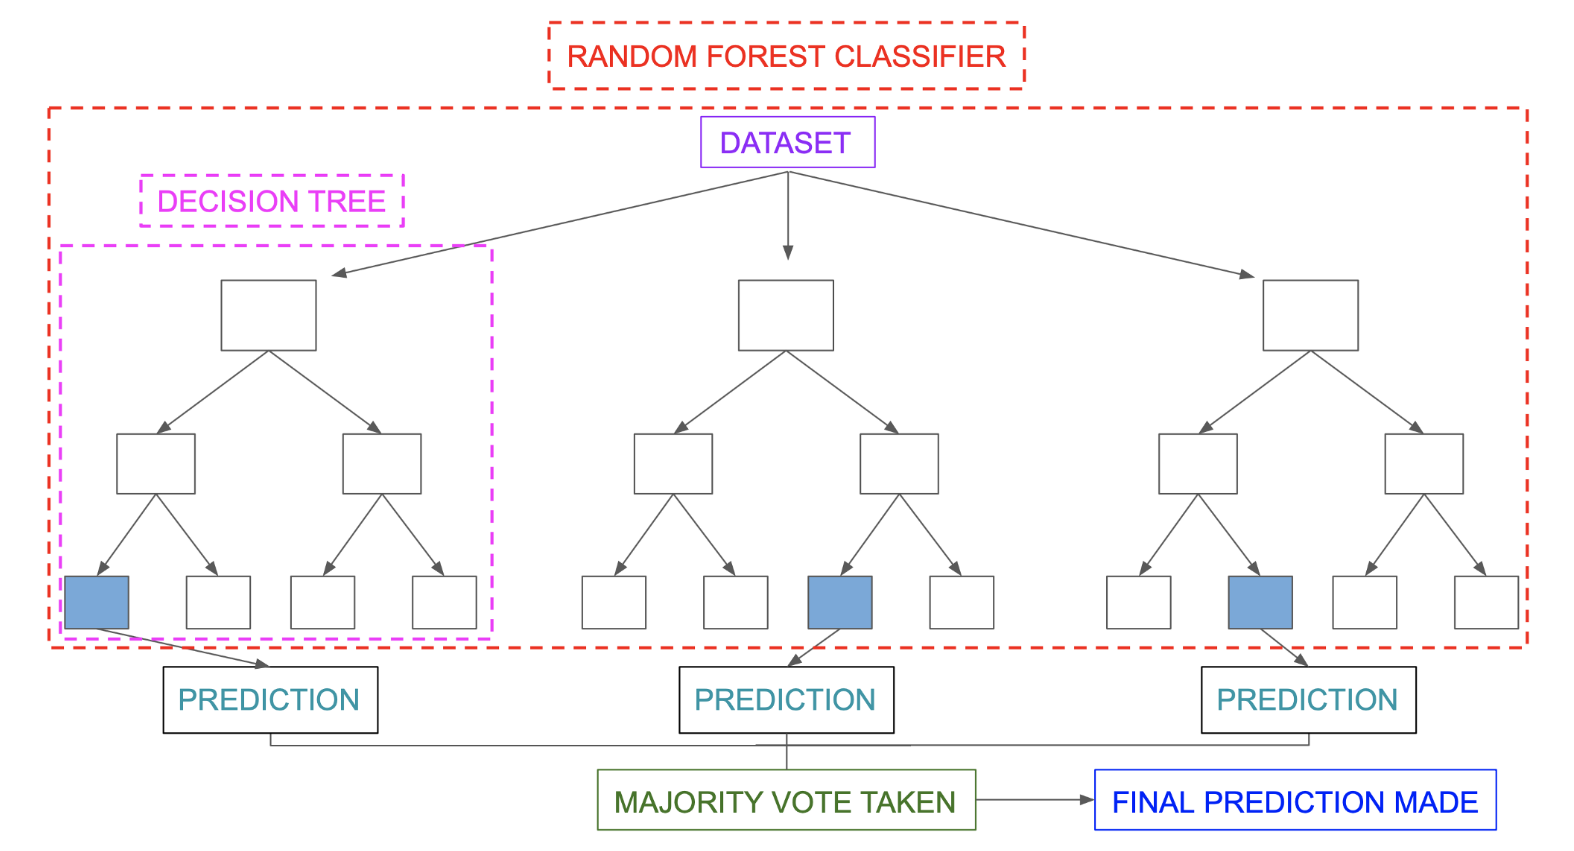 RANDOM FOREST CLASSIFIER
DATASET
DECISION TREE
PREDICTION
PREDICTION
PREDICTION
MAJORITY VOTE TAKEN
FINAL PREDICTION MADE